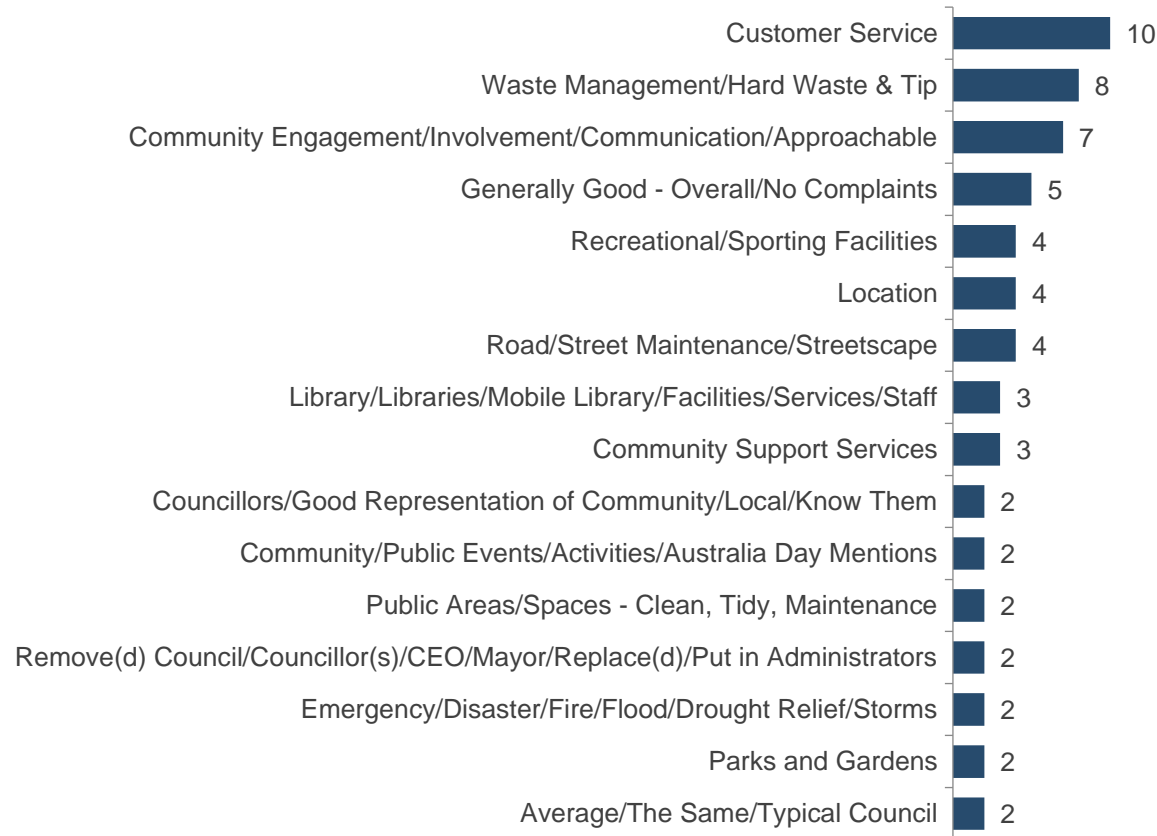 Customer Service 10
Waste Management/Hard Waste & Tip 8
Community Engagement/Involvement/Communication/Approachable 7
Generally Good - Overall/No Complaints 5
Recreational/Sporting Facilities 4
Location 4
Road/Street Maintenance/Streetscape 4
Library/Libraries/Mobile Library/Facilities/Services/Staff 3
Community Support Services 3
Councillors/Good Representation of Community/Local/Know Them 2
Community/Public Events/Activities/Australia Day Mentions 2
Public Areas/Spaces - Clean, Tidy, Maintenance 2
Remove(d) Council/Councillor(s)/CEO/Mayor/Replace(d)/Put in Administrators 2
Emergency/Disaster/Fire/Flood/Drought Relief/Storms 2
Parks and Gardens 2
Average/The Same/Typical Council 2